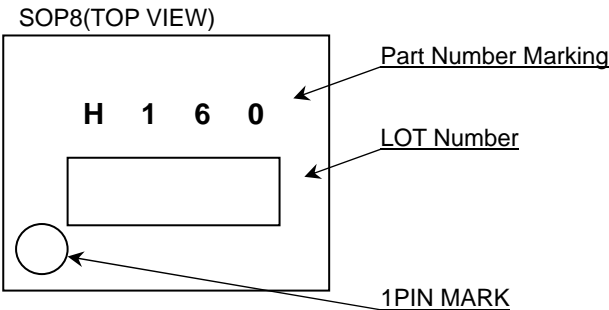 SOP8(TOP VIEW)
Part Number Marking
H 1 6 0
LOT Number
1PIN MARK